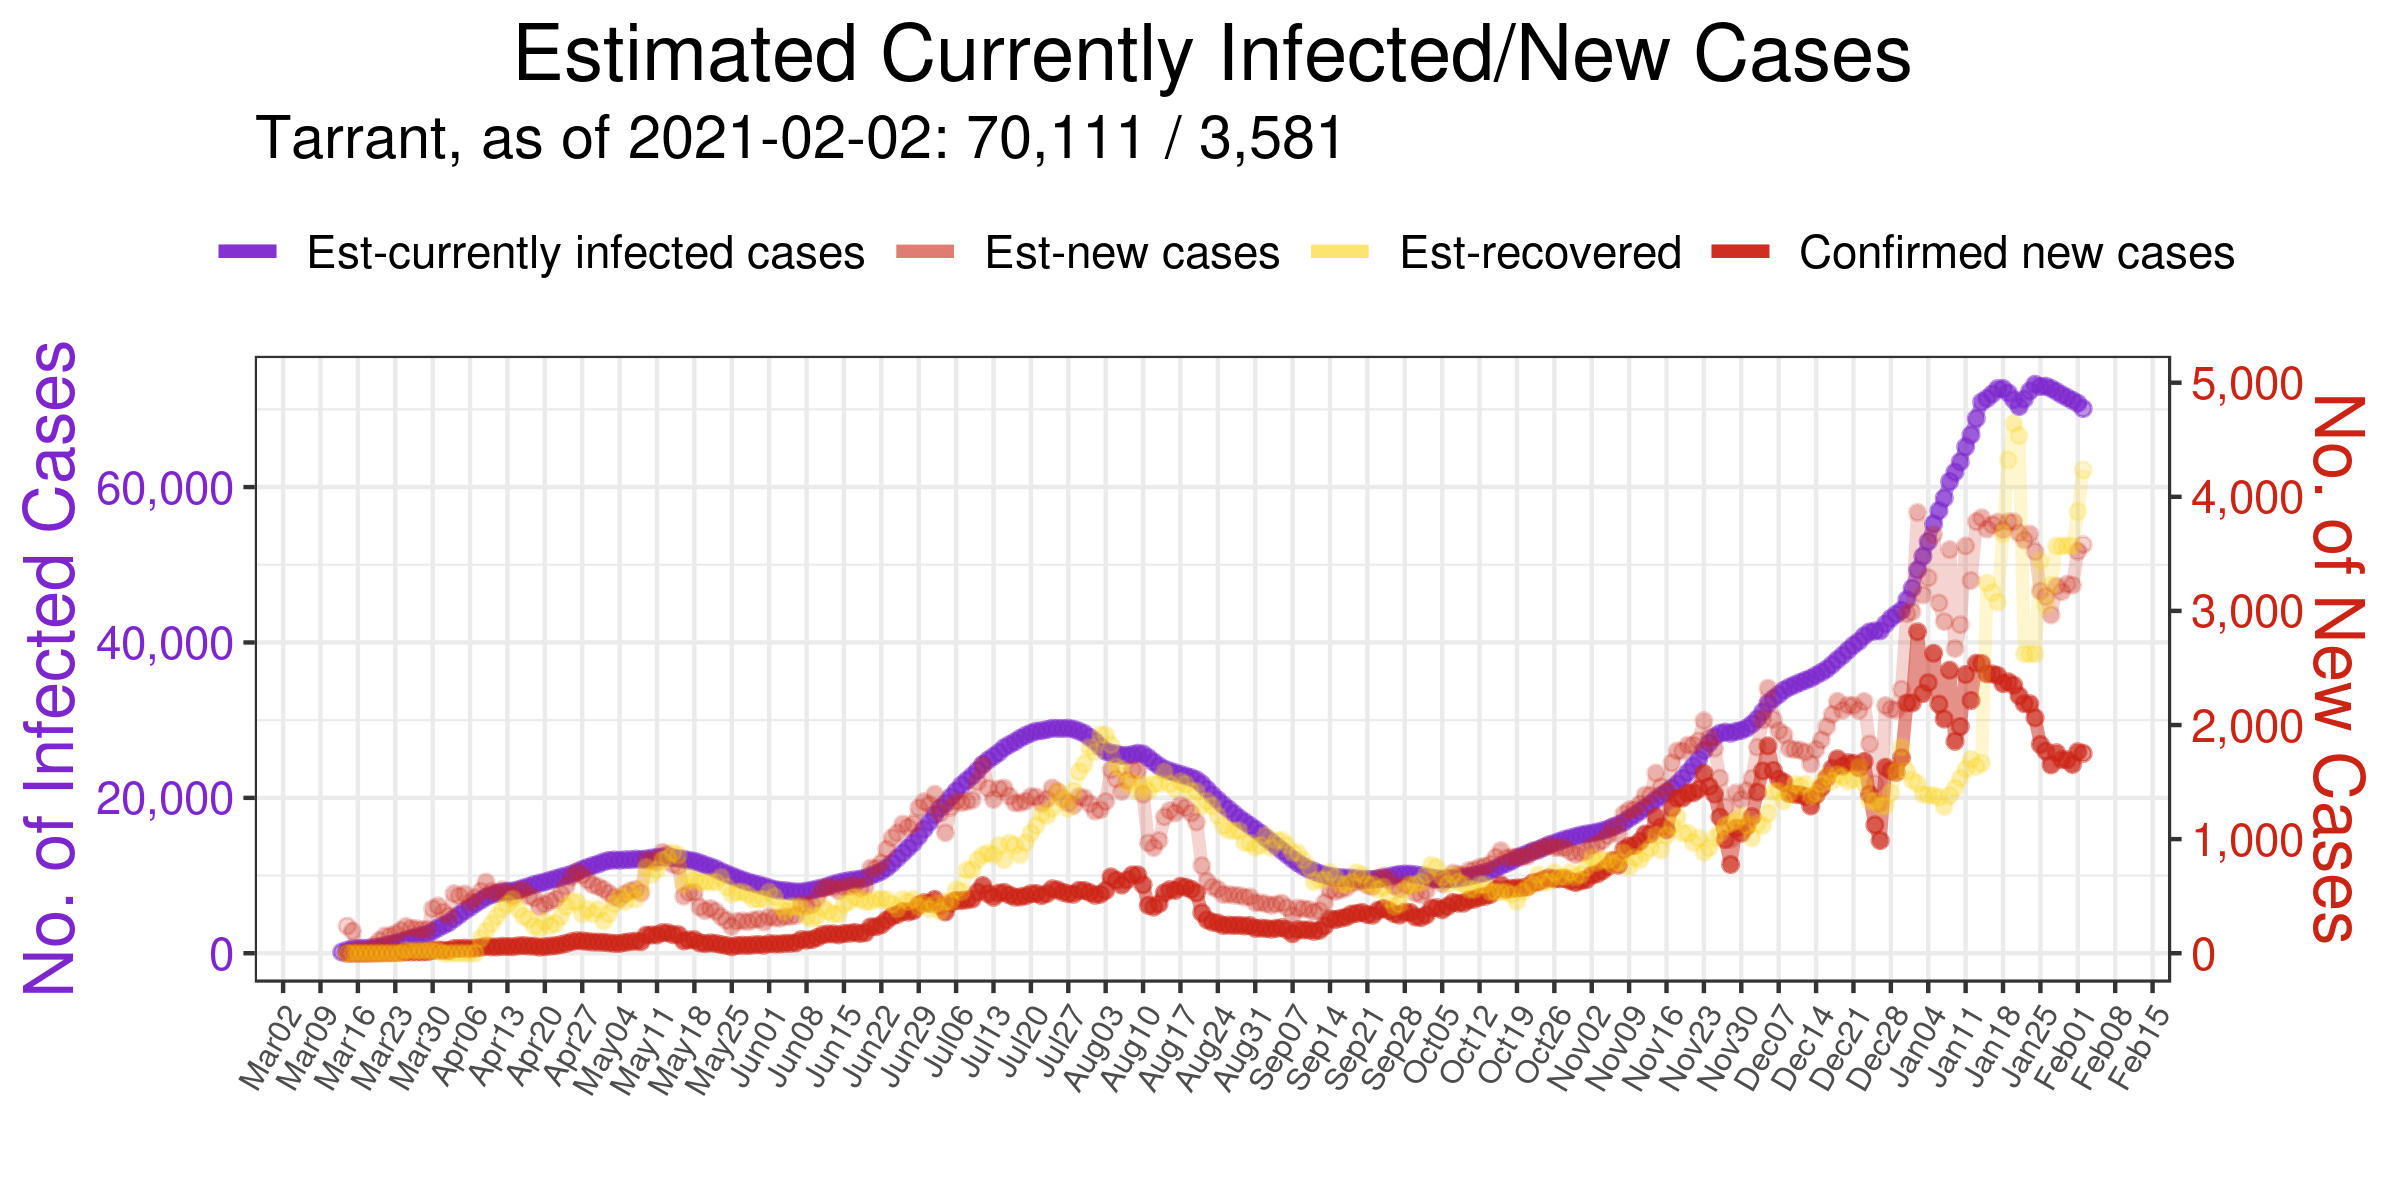 Estimated Currently Infected/New Cases
Tarrant, as of 2021-02-02: 70,111 / 3,581
Est-currently infected cases
Est-new cases
Est-recovered
Confirmed new cases
No. of Infected Cases
60,000
40,000
20,000
0
5,000
4,000
3,000
2,000
1,000
0
No. of New Cases
Mar02
Mar09
Mar16
Mar23
Mar30
Apr06
Apr13
Apr20
Apr27
May04
May11
May18
May25
Jun01
Jun08
Jun15
Jun22
Jun29
Jul06
Jul13
Jul20
Jul27
Aug03
Aug10
Aug17
Aug24
Aug31
Sep07
Sep14
Sep21
Sep28
Oct05
Oct12
Oct19
Oct26
Nov02
Nov09
Nov16
Nov23
Nov30
Dec07
Dec14
Dec21
Dec28
Jan04
Jan11
Jan18
Jan25
Feb01
Feb08
Feb15